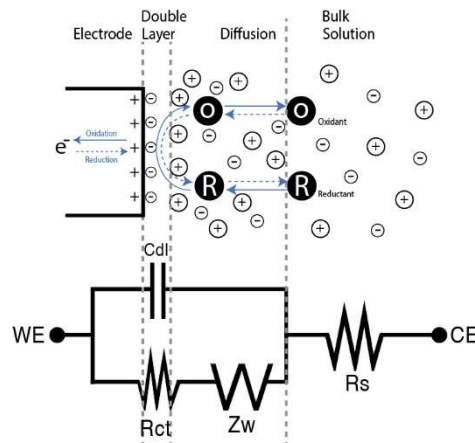 Electrode Double Layer Diffusion Bulk Solution
O O
Oxidant
e⁻ Oxidation
Reduction
R R
Reductant
Cdl
WE CE
Rct Zw Rs